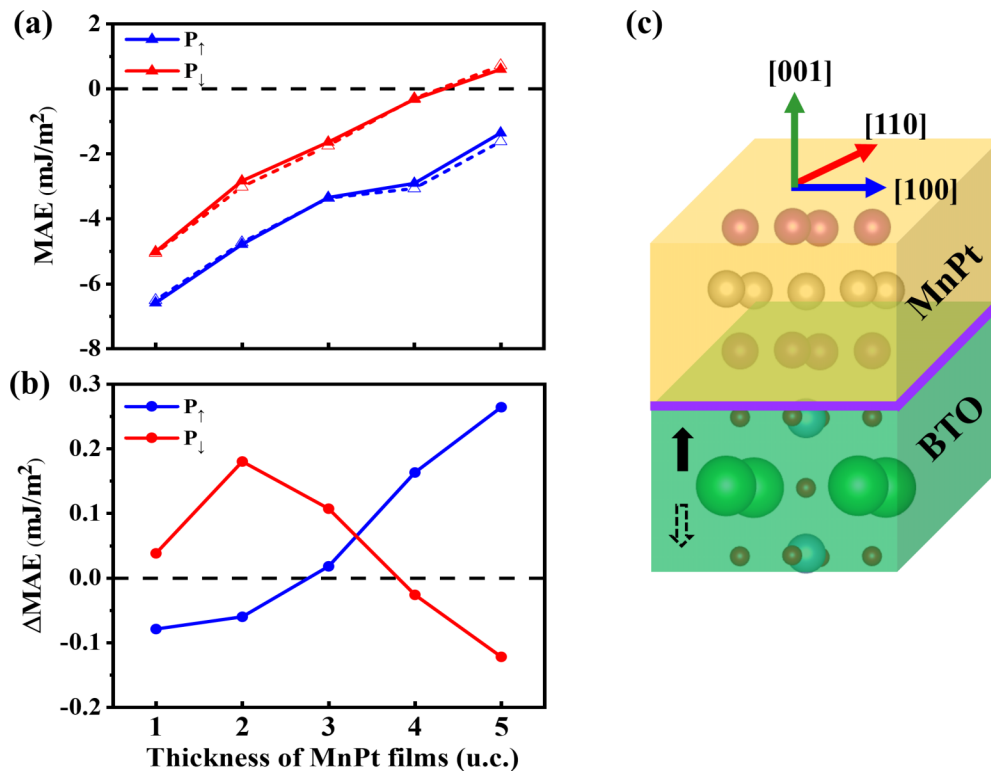 (a)
P↑
P↓
MAE (mJ/m²)
2
0
-2
-4
-6
-8
(b)
P↑
P↓
ΔMAE (mJ/m²)
0.3
0.2
0.1
0.0
-0.1
-0.2
1 2 3 4 5
Thickness of MnPt films (u.c.)
(c)
[001]
[110]
[100]
MnPt
BTO